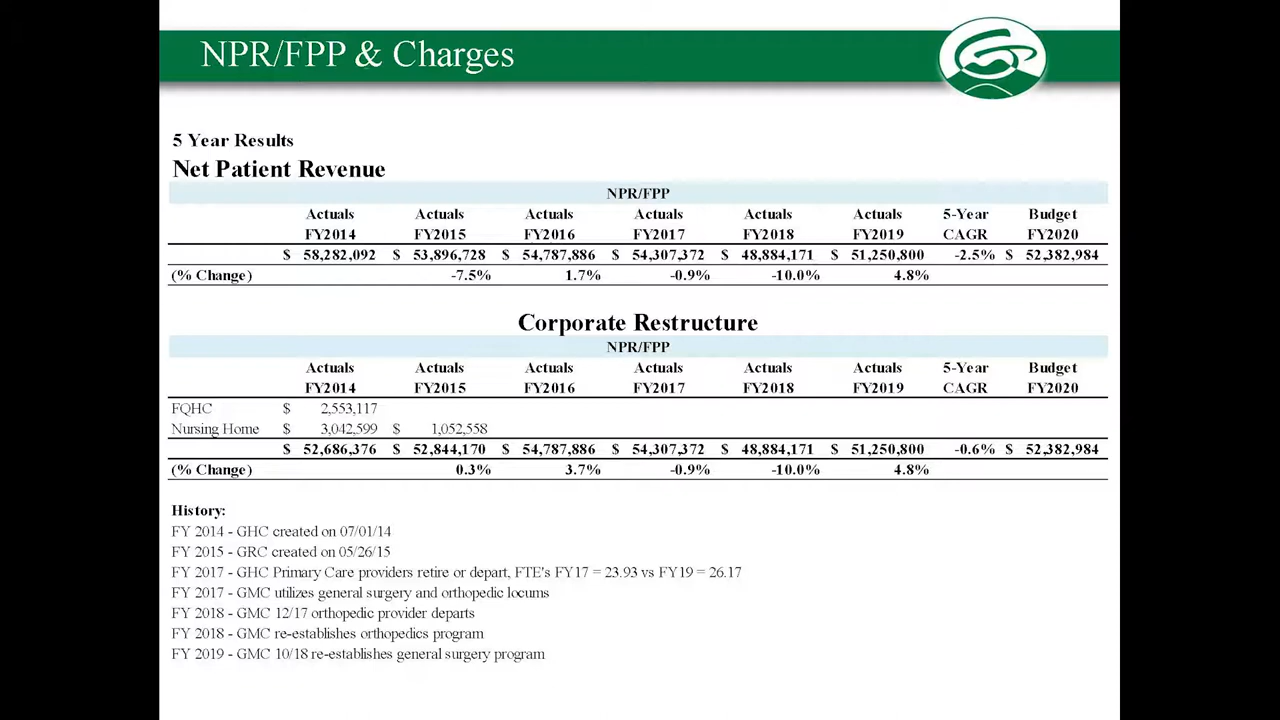 NPR/FPP & Charges
5 Year Results
Net Patient Revenue
NPR/FPP
Actuals Actuals Actuals Actuals Actuals Actuals 5-Year Budget
FY2014 FY2015 FY2016 FY2017 FY2018 FY2019 CAGR FY2020
$ 58,282,092 $ 53,896,728 $ 54,787,886 $ 54,307,372 $ 48,884,171 $ 51,250,800 -2.5% $ 52,382,984
(% Change) -7.5% 1.7% -0.9% -10.0% 4.8%
Corporate Restructure
NPR/FPP
Actuals Actuals Actuals Actuals Actuals Actuals 5-Year Budget
FY2014 FY2015 FY2016 FY2017 FY2018 FY2019 CAGR FY2020
FQHC $ 2,553,117
Nursing Home $ 3,042,599 $ 1,052,558
$ 52,686,376 $ 52,844,170 $ 54,787,886 $ 54,307,372 $ 48,884,171 $ 51,250,800 -0.6% $ 52,382,984
(% Change) 0.3% 3.7% -0.9% -10.0% 4.8%
History:
FY 2014 - GHC created on 07/01/14
FY 2015 - GRC created on 05/26/15
FY 2017 - GHC Primary Care providers retire or depart, FTE's FY17 = 23.93 vs FY19 = 26.17
FY 2017 - GMC utilizes general surgery and orthopedic locums
FY 2018 - GMC 12/17 orthopedic provider departs
FY 2018 - GMC re-establishes orthopedics program
FY 2019 - GMC 10/18 re-establishes general surgery program